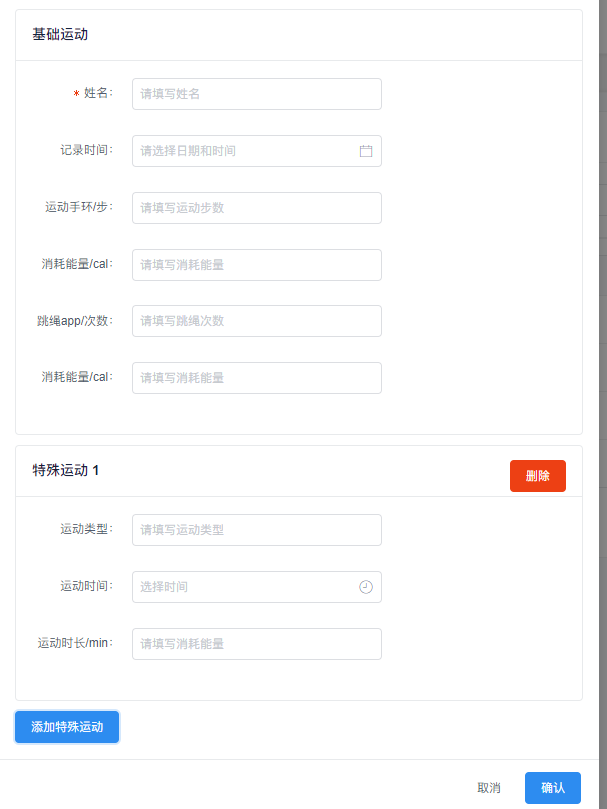 基础运动
* 姓名: 请填写姓名
记录时间: 请选择日期和时间
运动手环/步: 请填写运动步数
消耗能量/cal: 请填写消耗能量
跳绳app/次数: 请填写跳绳次数
消耗能量/cal: 请填写消耗能量
特殊运动 1 删除
运动类型: 请填写运动类型
运动时间: 选择时间
运动时长/min: 请填写消耗能量
添加特殊运动
取消 确认